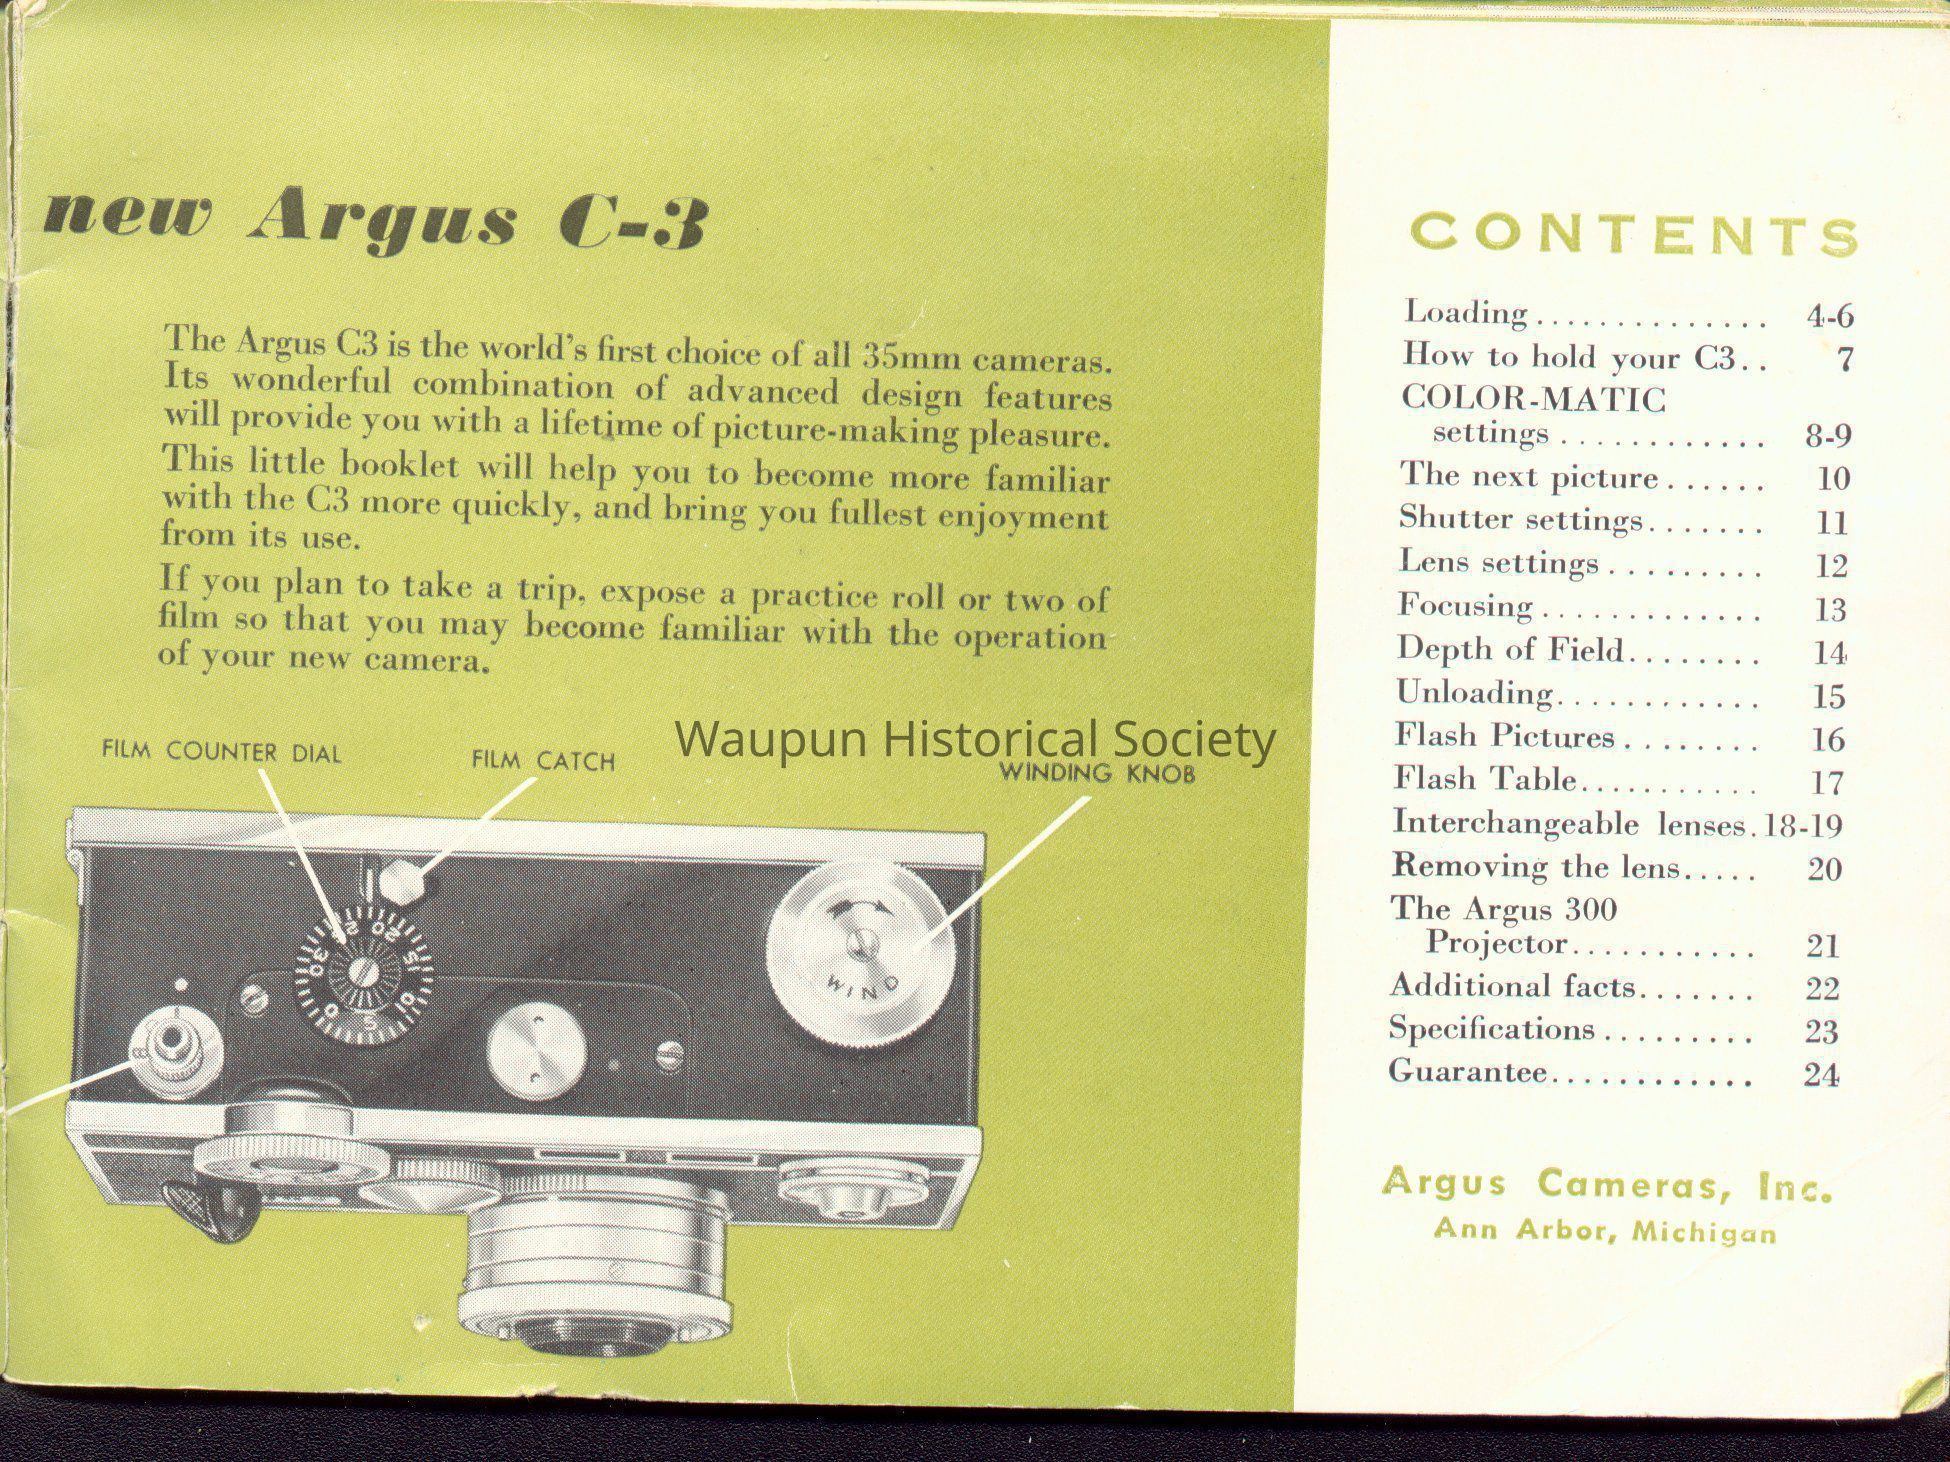 new Argus C-3
The Argus C3 is the world's first choice of all 35mm cameras.
Its wonderful combination of advanced design features
will provide you with a lifetime of picture-making pleasure.
This little booklet will help you to become more familiar
with the C3 more quickly, and bring you fullest enjoyment
from its use.
If you plan to take a trip, expose a practice roll or two of
film so that you may become familiar with the operation
of your new camera.
Waupun Historical Society
FILM COUNTER DIAL
FILM CATCH
WINDING KNOB
20
15
10
5
0
30
WIND
CONTENTS
Loading.............. 4-6
How to hold your C3.. 7
COLOR-MATIC
settings............ 8-9
The next picture...... 10
Shutter settings....... 11
Lens settings......... 12
Focusing............. 13
Depth of Field........ 14
Unloading............ 15
Flash Pictures........ 16
Flash Table........... 17
Interchangeable lenses.18-19
Removing the lens..... 20
The Argus 300
Projector........... 21
Additional facts....... 22
Specifications......... 23
Guarantee............ 24
Argus Cameras, Inc.
Ann Arbor, Michigan